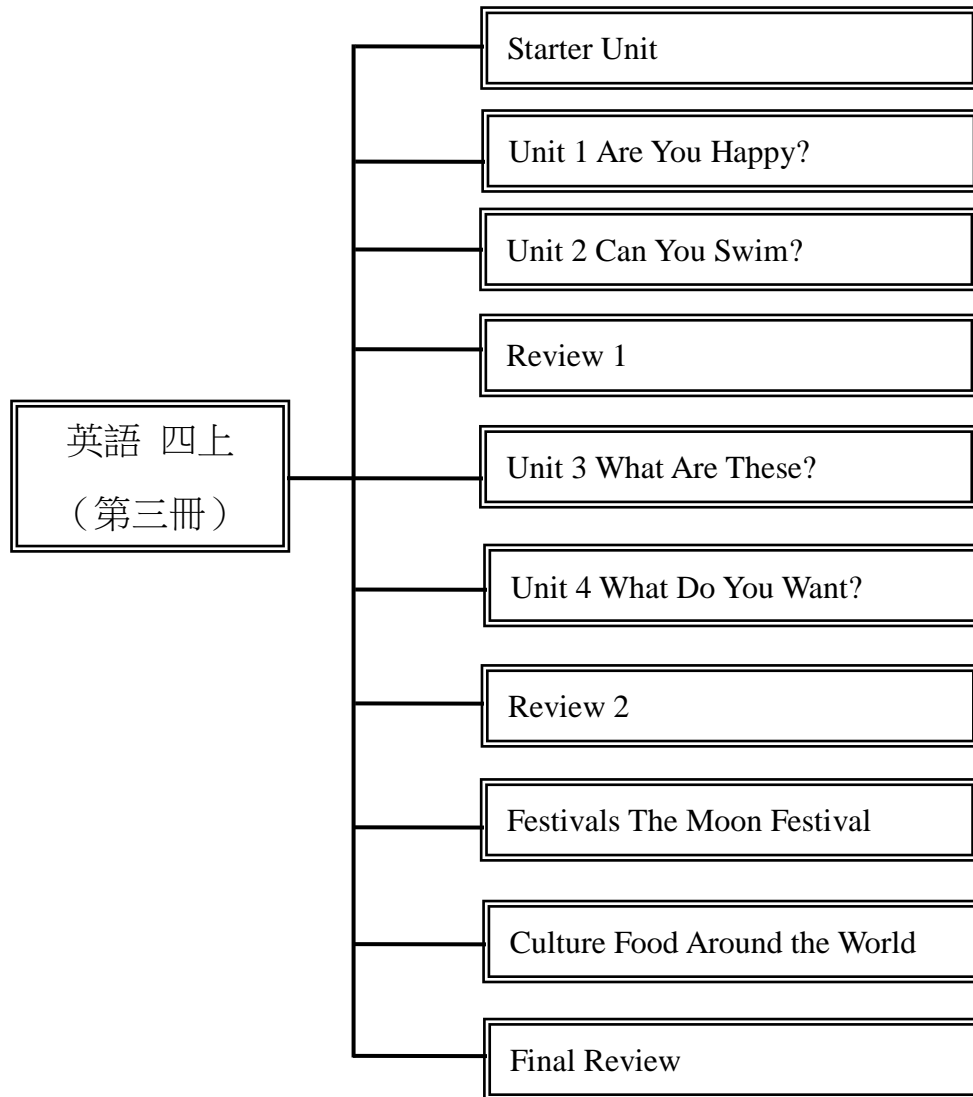 Starter Unit
Unit 1 Are You Happy?
Unit 2 Can You Swim?
Review 1
英語 四上
（第三冊）
Unit 3 What Are These?
Unit 4 What Do You Want?
Review 2
Festivals The Moon Festival
Culture Food Around the World
Final Review